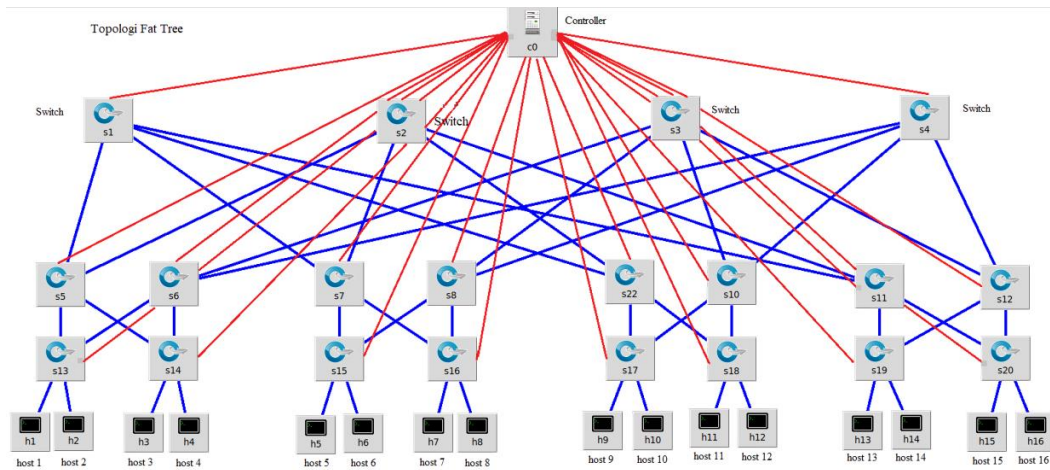 Topologi Fat Tree
Controller
c0
Switch
s1
s2
Switch
s3
Switch
s4
Switch
s5
s6
s7
s8
s22
s10
s11
s12
s13
s14
s15
s16
s17
s18
s19
s20
h1
h2
h3
h4
h5
h6
h7
h8
h9
h10
h11
h12
h13
h14
h15
h16
host 1
host 2
host 3
host 4
host 5
host 6
host 7
host 8
host 9
host 10
host 11
host 12
host 13
host 14
host 15
host 16